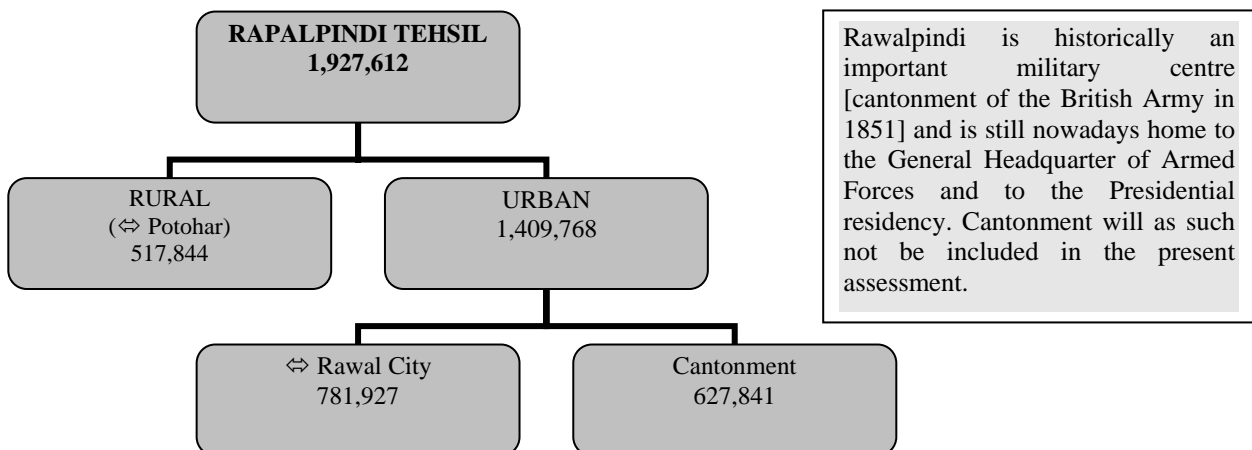 RAPALPINDI TEHSIL
1,927,612
RURAL
(⇔ Potohar)
517,844
URBAN
1,409,768
⇔ Rawal City
781,927
Cantonment
627,841
Rawalpindi is historically an
important military centre
[cantonment of the British Army in
1851] and is still nowadays home to
the General Headquarter of Armed
Forces and to the Presidential
residency. Cantonment will as such
not be included in the present
assessment.